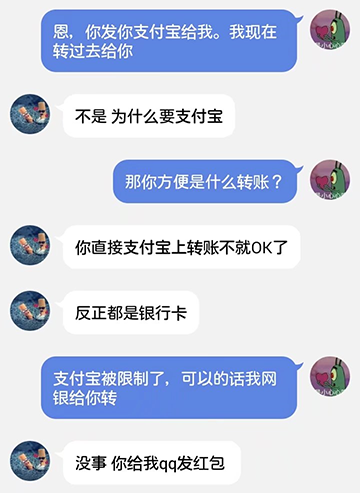 恩，你发你支付宝给我。我现在
转过去给你
不是 为什么要支付宝
那你方便是什么转账？
你直接支付宝上转账不就OK了
反正都是银行卡
支付宝被限制了，可以的话我网
银给你转
没事 你给我qq发红包